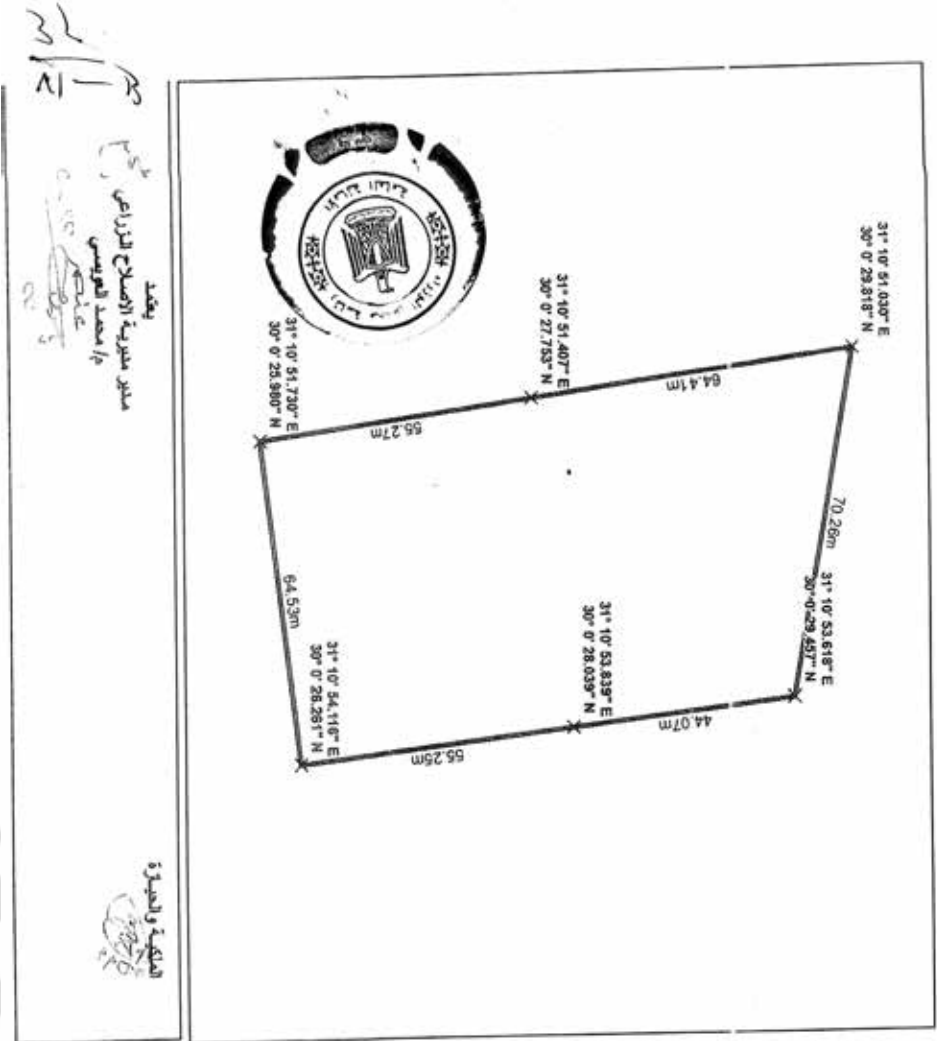 31° 10' 51.030" E
30° 0' 29.818" N
70.26m
31° 10' 53.618" E
30° 0' 29.457" N
64.41m
44.07m
31° 10' 51.407" E
30° 0' 27.753" N
31° 10' 53.839" E
30° 0' 28.039" N
55.27m
55.25m
31° 10' 51.730" E
30° 0' 25.980" N
64.53m
31° 10' 54.116" E
30° 0' 26.261" N
الملكية والحيازة
يعتمد
مدير مديرية الاصلاح الزراعي
م/ محمد العويسي